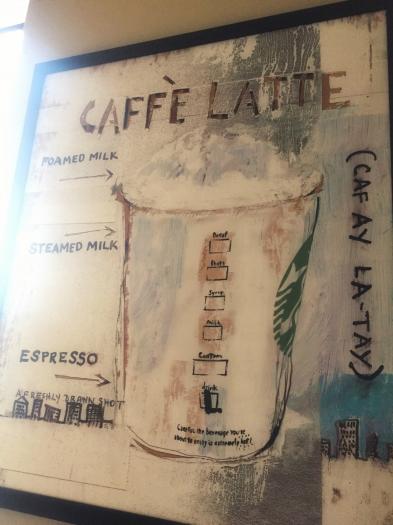 CAFFÈ LATTE
FOAMED MILK
STEAMED MILK
ESPRESSO
A FRESHLY DRAWN SHOT
(CAF AY LA-TAY)
Decaf
Shots
Syrup
Milk
Custom
drink
Careful, the beverage you're
about to enjoy is extremely hot!